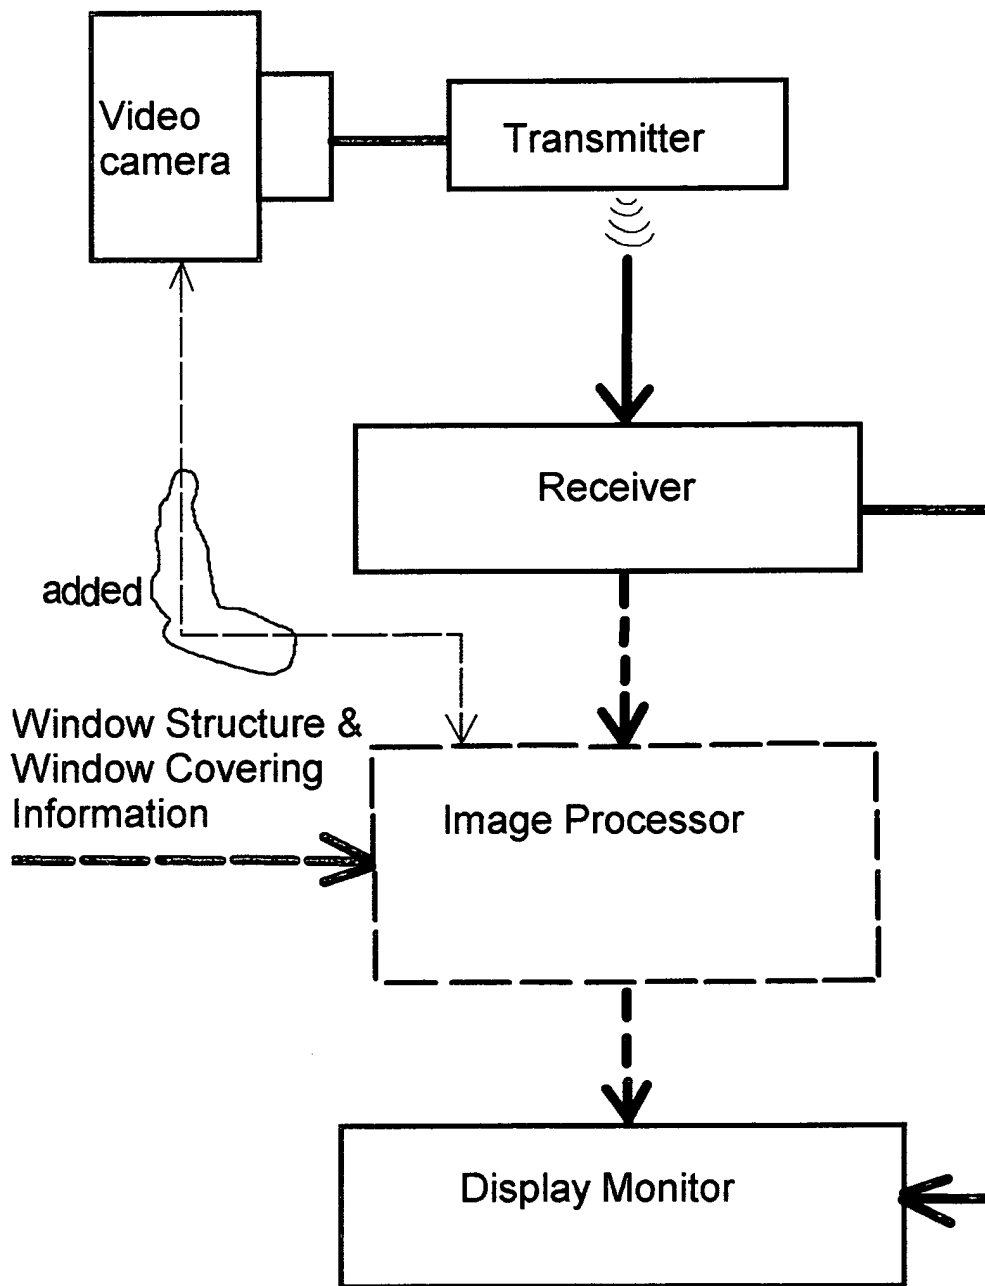 Video
camera
Transmitter
Receiver
added
Window Structure &
Window Covering
Information
Image Processor
Display Monitor